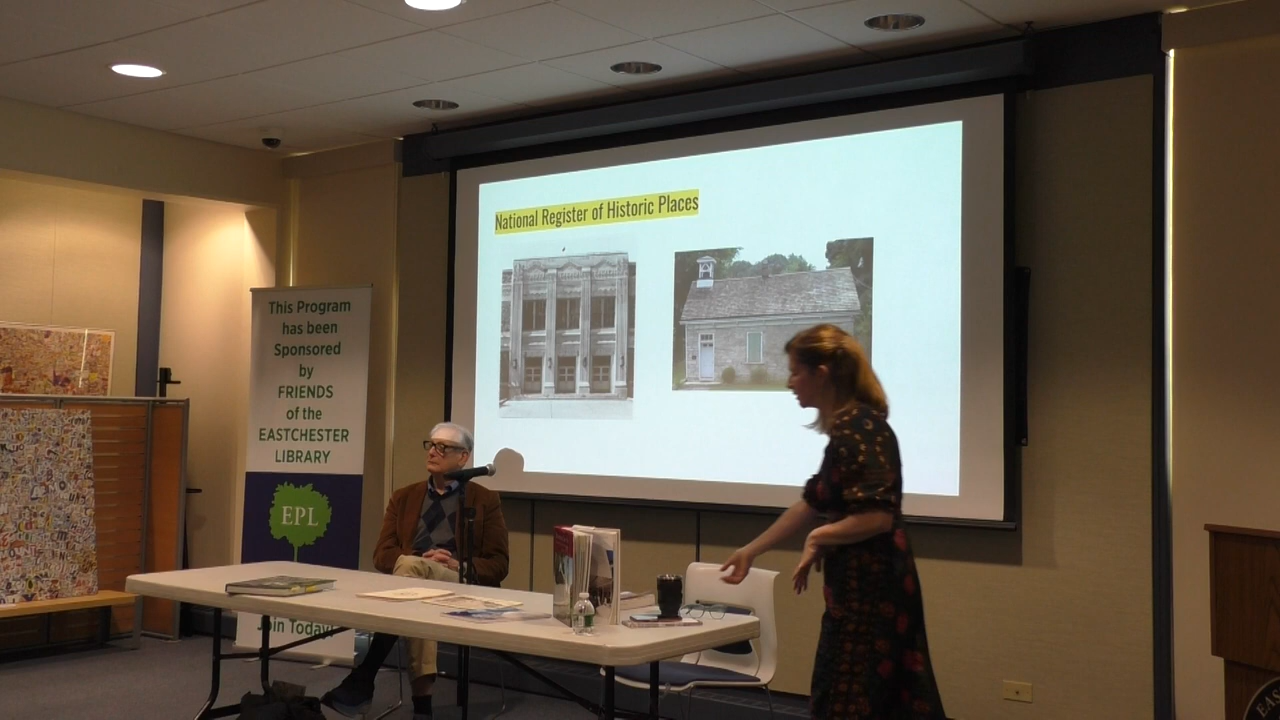 National Register of Historic Places
This Program
has been
Sponsored
by
FRIENDS
of the
EASTCHESTER
LIBRARY
EPL
Join Today!
EAS